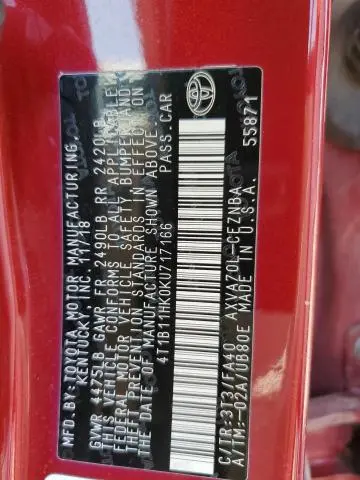 MFD. BY: TOYOTA MOTOR MANUFACTURING,
KENTUCKY 11/18
GVWR 4475LB GAWR FR 2490LB RR 2420LB
THIS VEHICLE CONFORMS TO ALL APPLICABLE
FEDERAL MOTOR VEHICLE SAFETY BUMPER, AND
THEFT PREVENTION STANDARDS IN EFFECT ON
THE DATE OF MANUFACTURE SHOWN ABOVE.
4T1B11HK0KU717166 PASS.CAR
C/TR:3T3/FA40 AXVA70L-CEZNBA
A/TM:-02A/UB80E MADE IN U.S.A.
55871